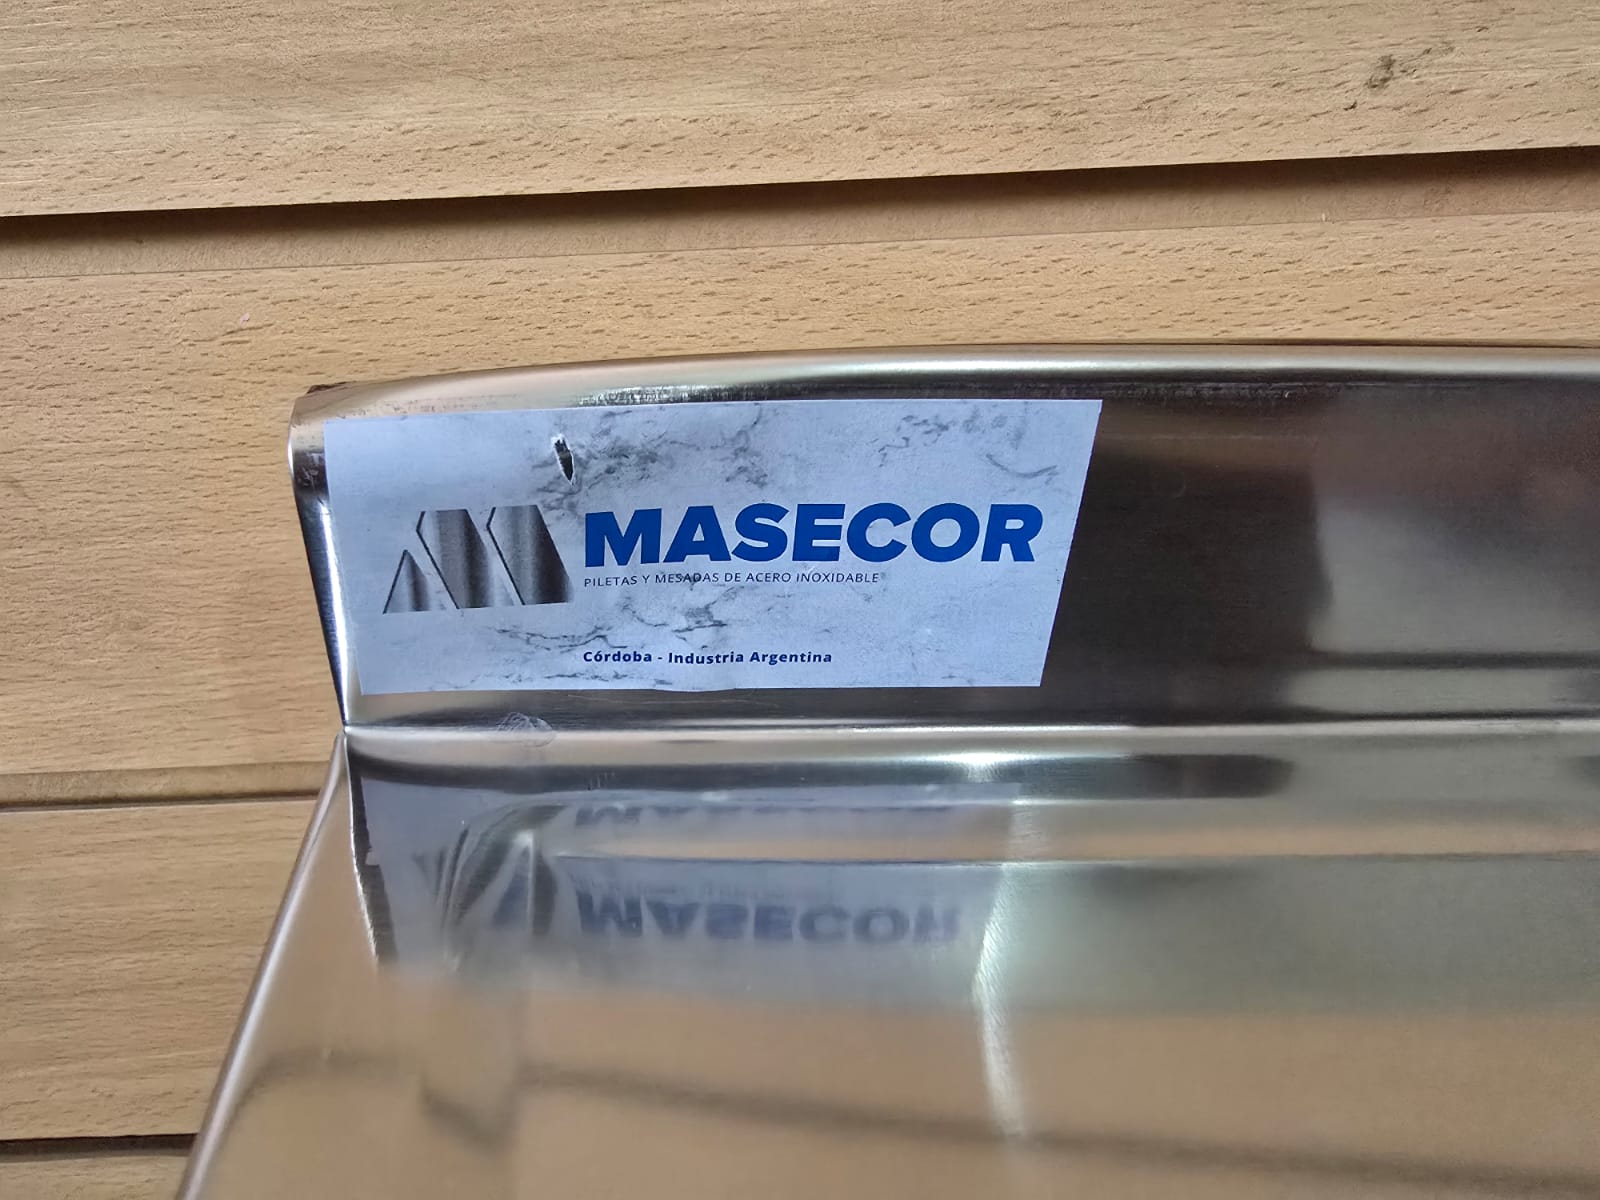 MASECOR
PILETAS Y MESADAS DE ACERO INOXIDABLE
Córdoba - Industria Argentina